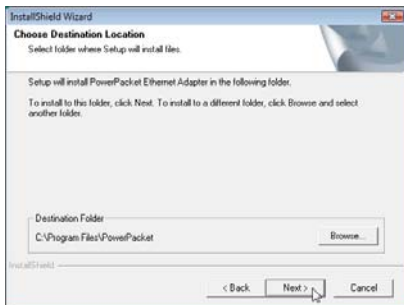 InstallShield Wizard
Choose Destination Location
Select folder where Setup will install files.
Setup will install PowerPacket Ethernet Adapter in the following folder.
To install to this folder, click Next. To install to a different folder, click Browse and select
another folder.
Destination Folder
C:\Program Files\PowerPacket
Browse...
InstallShield
< Back
Next >
Cancel